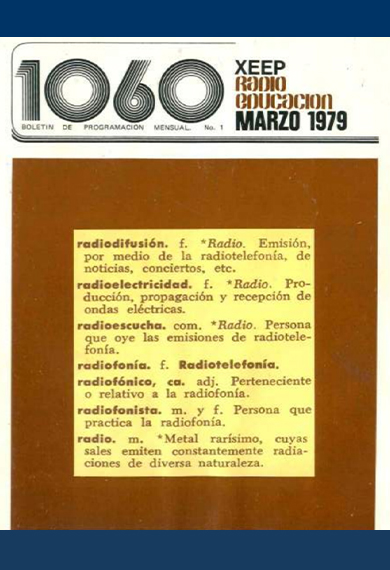 1060
XEEP
RADIO
EDUCACION
MARZO 1979
BOLETIN DE PROGRAMACION MENSUAL. No. 1
radiodifusión. f. *Radio. Emisión,
por medio de la radiotelefonía, de
noticias, conciertos, etc.
radioelectricidad. f. *Radio. Pro-
ducción, propagación y recepción de
ondas eléctricas.
radioescucha. com. *Radio. Persona
que oye las emisiones de radiotele-
fonía.
radiofonía. f. Radiotelefonía.
radiofónico, ca. adj. Perteneciente
o relativo a la radiofonía.
radiofonista. m. y f. Persona que
practica la radiofonía.
radio. m. *Metal rarísimo, cuyas
sales emiten constantemente radia-
ciones de diversa naturaleza.